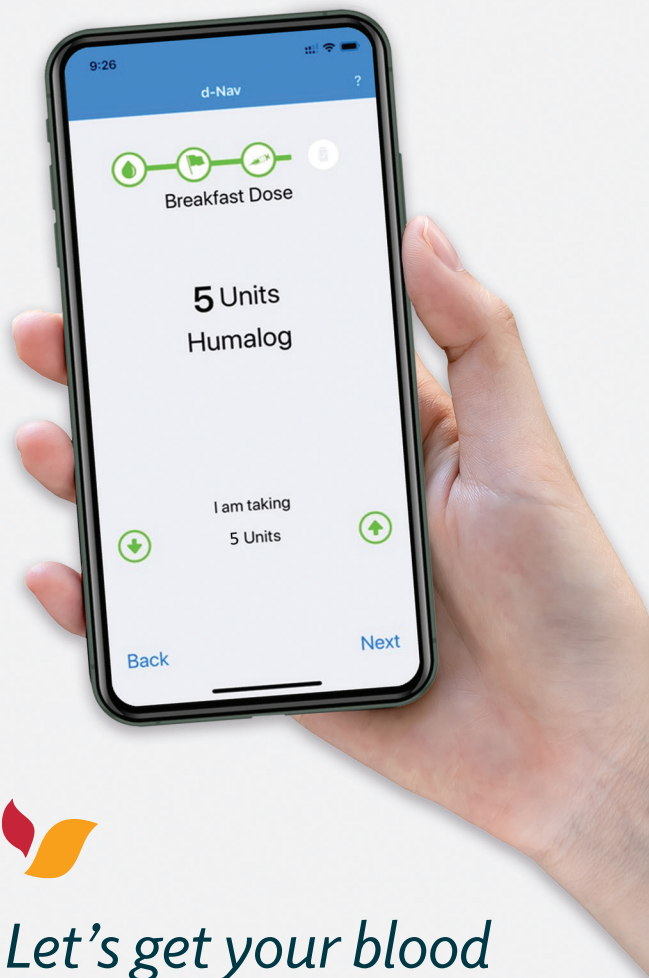 9:26
d-Nav
?
Breakfast Dose
5 Units
Humalog
I am taking
5 Units
Back
Next
Let’s get your blood